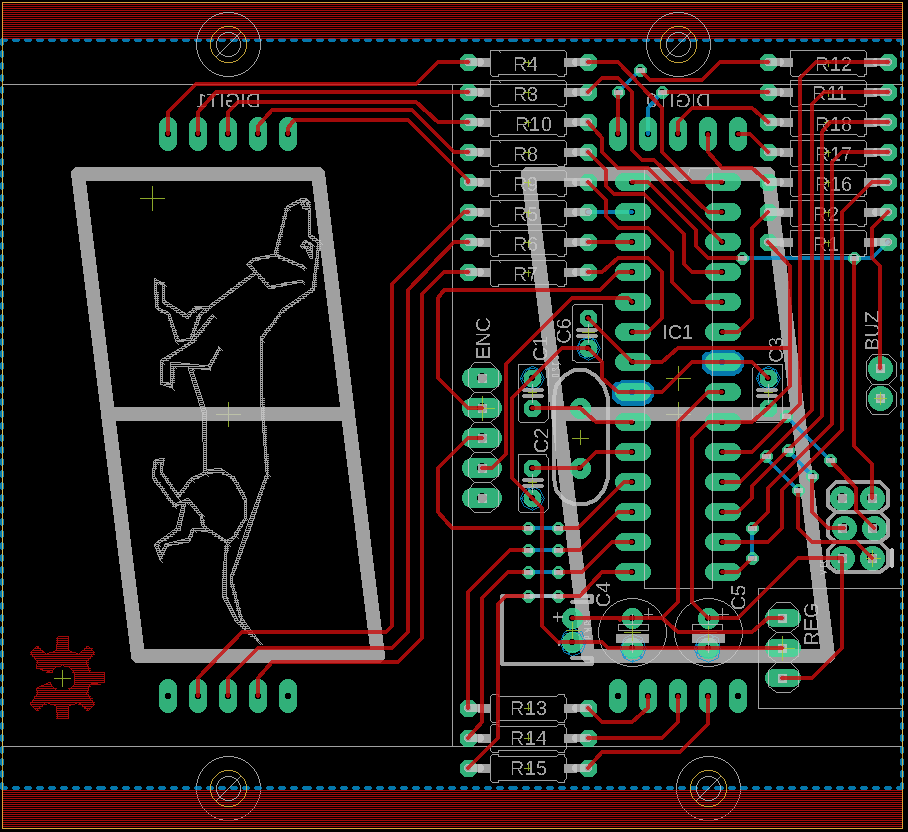 R4
R12
R3
R11
DIGIT1
DIGIT2
R10
R18
R8
R17
R9
R16
R5
R2
R6
R1
R7
ENC
C1
C6
IC1
C3
BUZ
C2
C4
+
+
C5
+
REG
R13
R14
R15